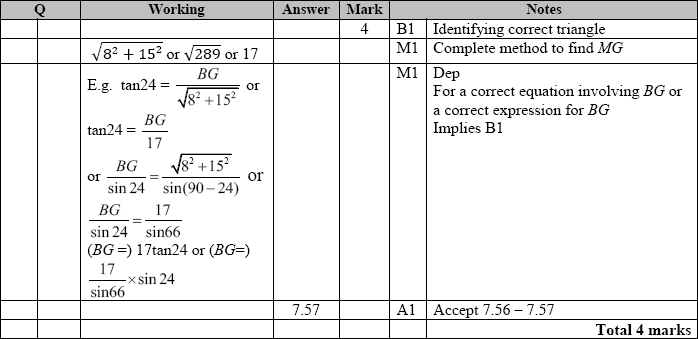 Q Working Answer Mark Notes
4 B1 Identifying correct triangle
√(8² + 15²) or √289 or 17 M1 Complete method to find MG
E.g. tan24 = BG/√(8² +15²) or M1 Dep
For a correct equation involving BG or
a correct expression for BG
Implies B1
tan24 = BG/17
or BG/sin 24 = √(8² +15²)/sin(90 – 24) or
BG/sin 24 = 17/sin66
(BG =) 17tan24 or (BG=)
17/sin66 × sin 24
7.57 A1 Accept 7.56 – 7.57
Total 4 marks